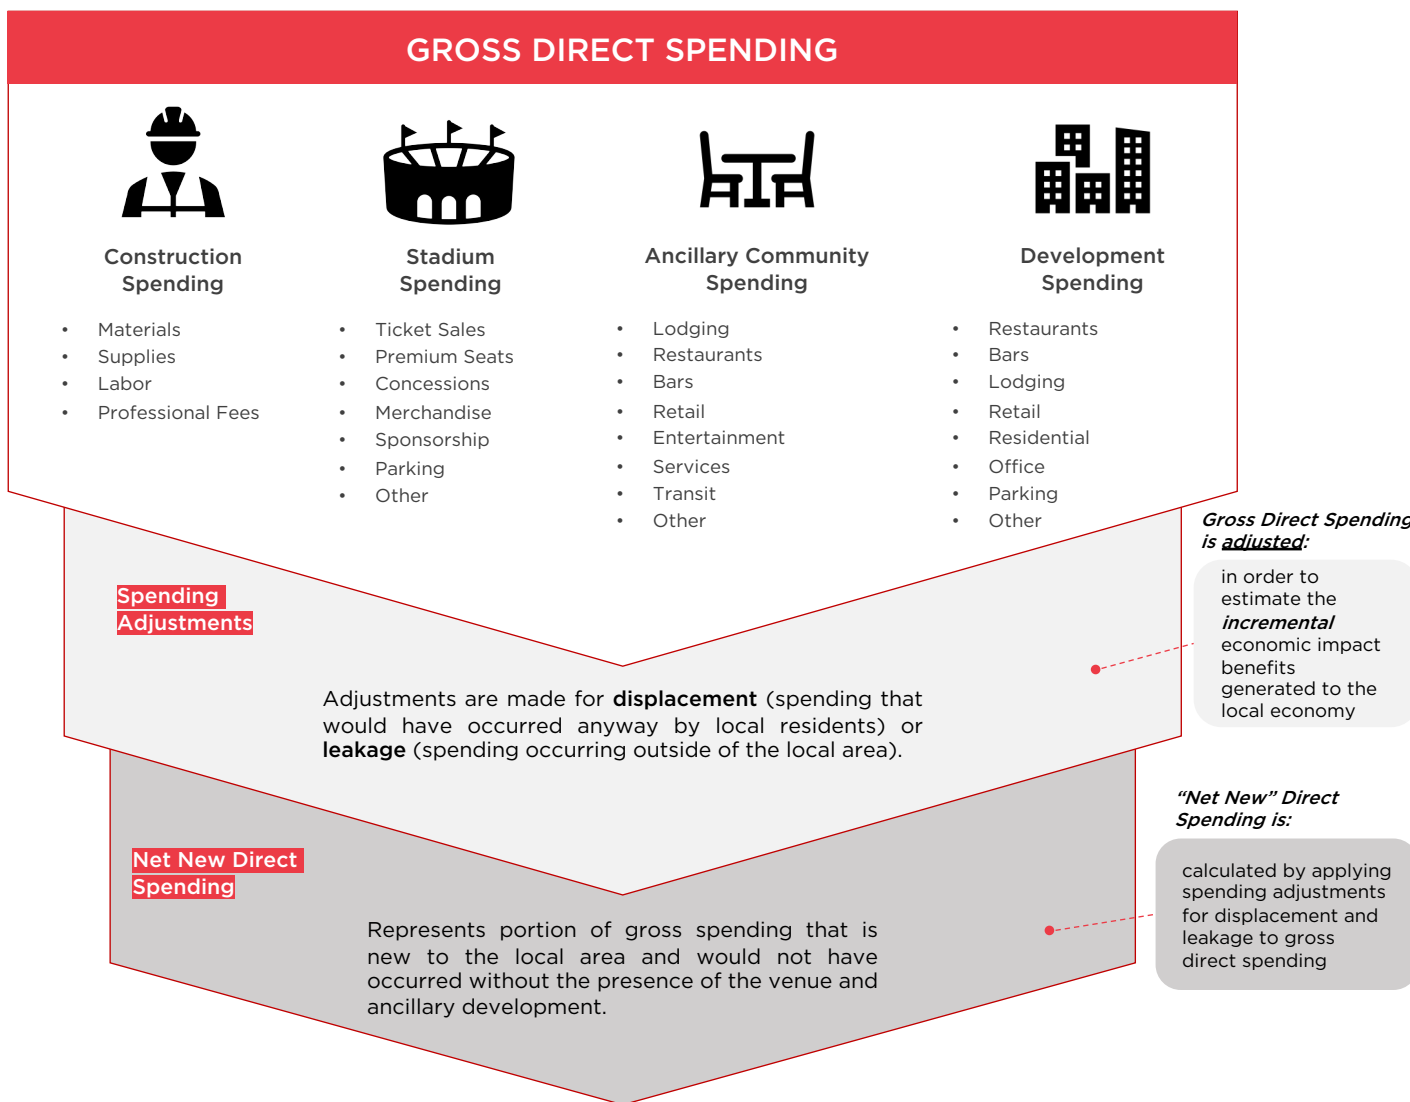 GROSS DIRECT SPENDING
Construction
Spending
• Materials
• Supplies
• Labor
• Professional Fees
Stadium
Spending
• Ticket Sales
• Premium Seats
• Concessions
• Merchandise
• Sponsorship
• Parking
• Other
Ancillary Community
Spending
• Lodging
• Restaurants
• Bars
• Retail
• Entertainment
• Services
• Transit
• Other
Development
Spending
• Restaurants
• Bars
• Lodging
• Retail
• Residential
• Office
• Parking
• Other
Spending
Adjustments
Adjustments are made for displacement (spending that
would have occurred anyway by local residents) or
leakage (spending occurring outside of the local area).
Gross Direct Spending
is adjusted:
in order to
estimate the
incremental
economic impact
benefits
generated to the
local economy
Net New Direct
Spending
Represents portion of gross spending that is
new to the local area and would not have
occurred without the presence of the venue and
ancillary development.
“Net New” Direct
Spending is:
calculated by applying
spending adjustments
for displacement and
leakage to gross
direct spending